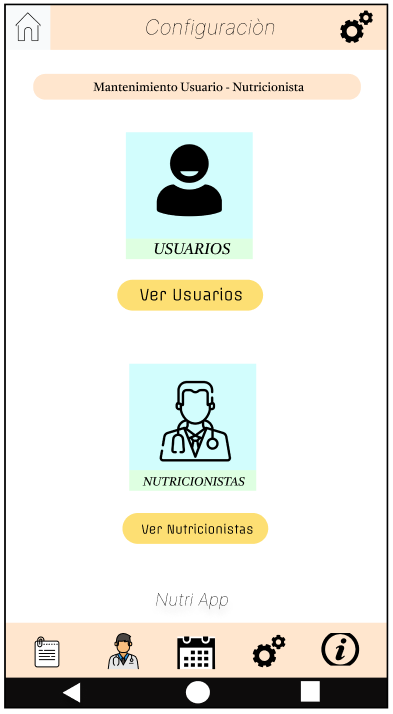 Configuraciòn
Mantenimiento Usuario - Nutricionista
USUARIOS
Ver Usuarios
NUTRICIONISTAS
Ver Nutricionistas
Nutri App
i